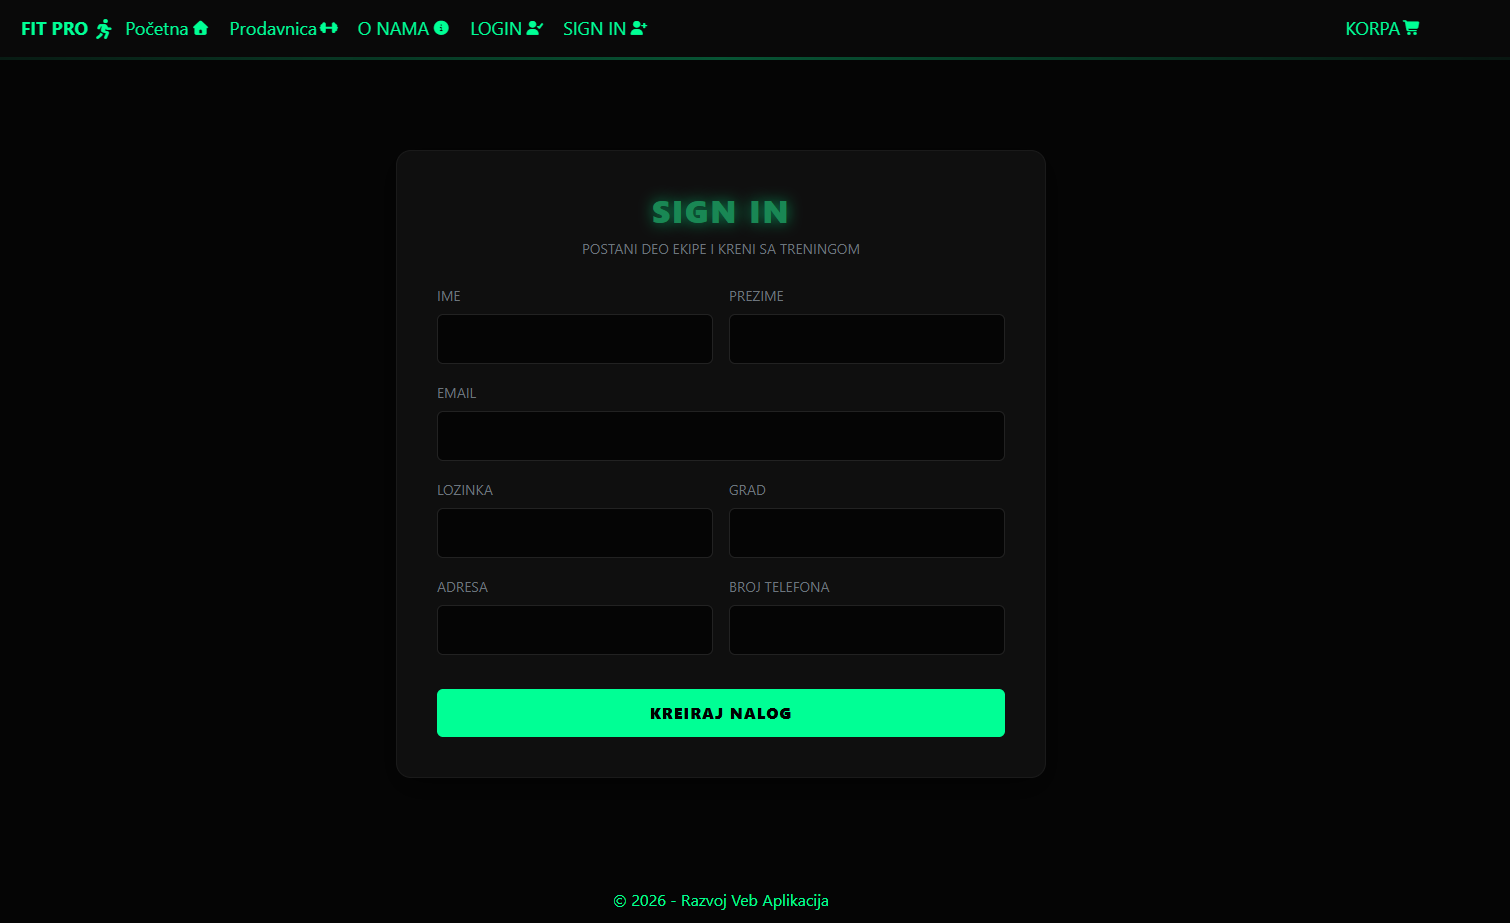 FIT PRO Početna Prodavnica O NAMA LOGIN SIGN IN KORPA
SIGN IN
POSTANI DEO EKIPE I KRENI SA TRENINGOM
IME PREZIME
EMAIL
LOZINKA GRAD
ADRESA BROJ TELEFONA
KREIRAJ NALOG
© 2026 - Razvoj Veb Aplikacija